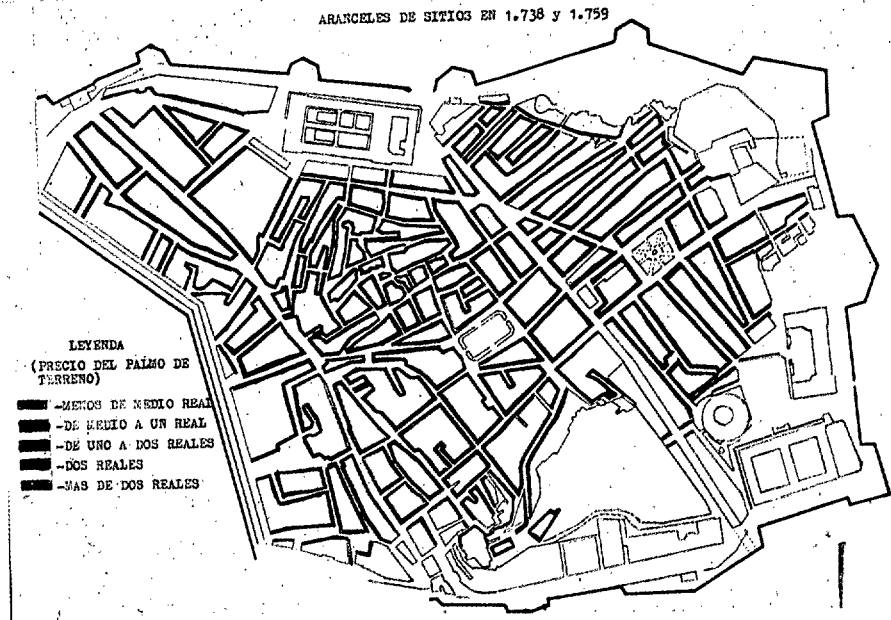 ARANCELES DE SITIOS EN 1.738 y 1.759
LEYENDA
(PRECIO DEL PALMO DE
TERRENO)
-MENOS DE MEDIO REAL
-DE MEDIO A UN REAL
-DE UNO A DOS REALES
-DOS REALES
-MAS DE DOS REALES